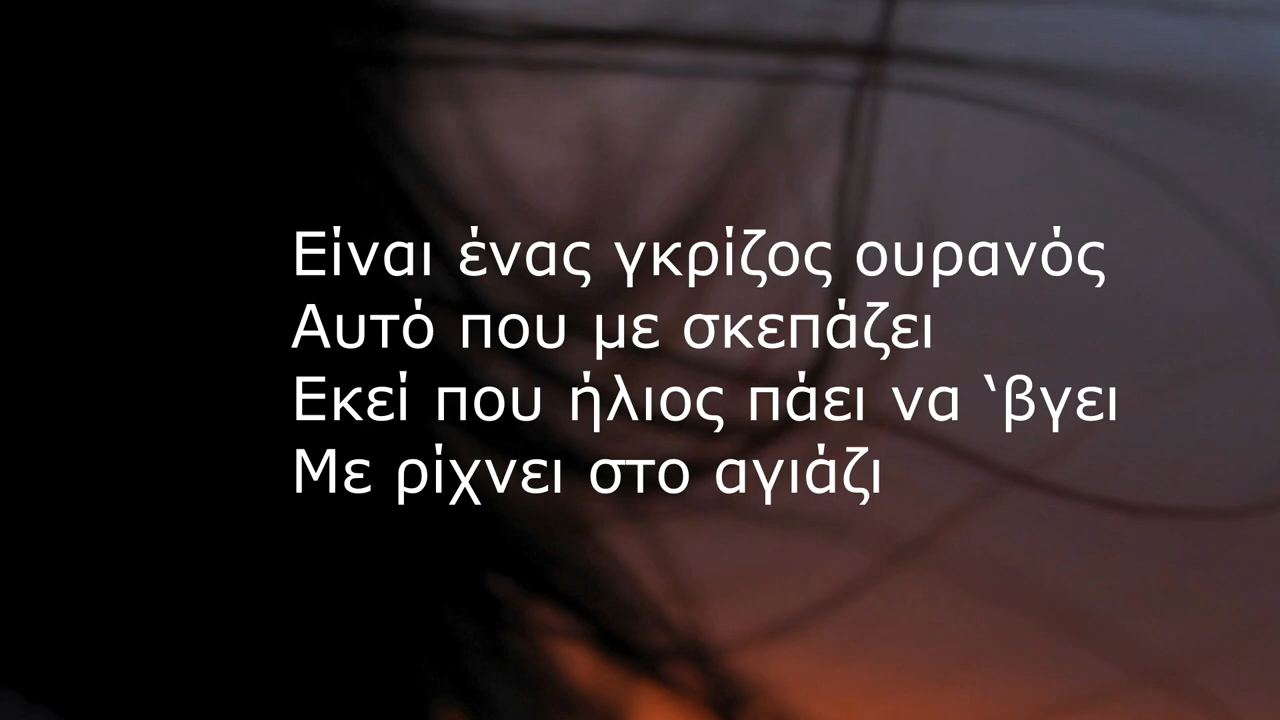 Είναι ένας γκρίζος ουρανός
Αυτό που με σκεπάζει
Εκεί που ήλιος πάει να ‛βγει
Με ρίχνει στο αγιάζι